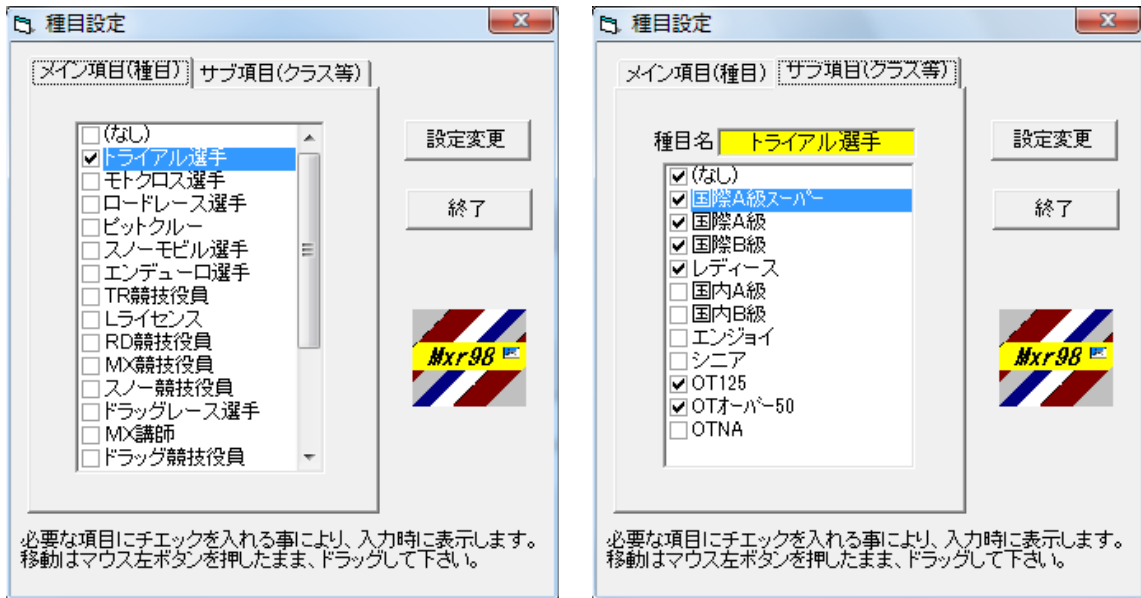 種目設定
メイン項目(種目)
サブ項目(クラス等)
(なし)
トライアル選手
モトクロス選手
ロードレース選手
ピットクルー
スノーモビル選手
エンデューロ選手
TR競技役員
Lライセンス
RD競技役員
MX競技役員
スノー競技役員
ドラッグレース選手
MX講師
ドラッグ競技役員
設定変更
終了
Mxr98
必要な項目にチェックを入れる事により、入力時に表示します。
移動はマウス左ボタンを押したまま、ドラッグして下さい。
種目設定
メイン項目(種目)
サブ項目(クラス等)
種目名 トライアル選手
(なし)
国際A級スーパー
国際A級
国際B級
レディース
国内A級
国内B級
エンジョイ
シニア
OT125
OTオーバー50
OTNA
設定変更
終了
Mxr98
必要な項目にチェックを入れる事により、入力時に表示します。
移動はマウス左ボタンを押したまま、ドラッグして下さい。